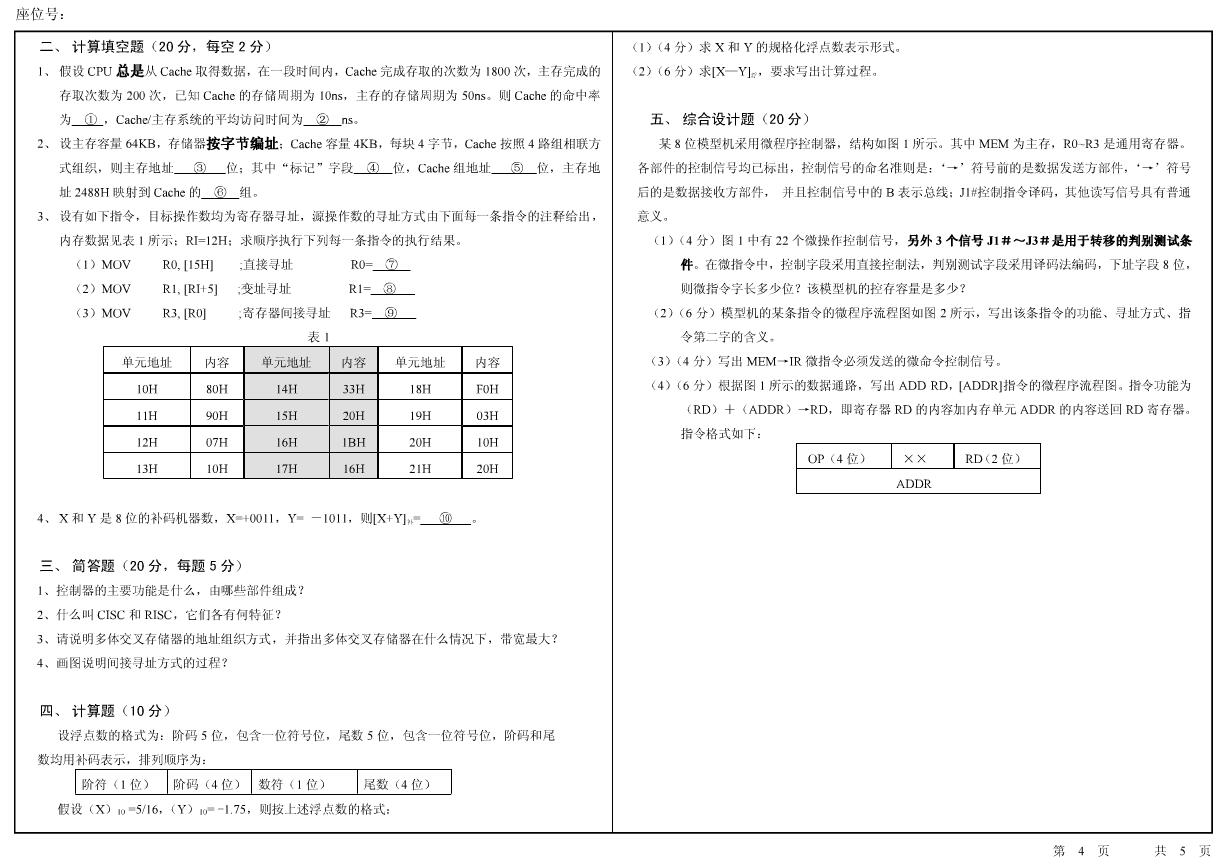 座位号：
二、 计算填空题（20 分，每空 2 分）
1、 假设 CPU 总是从 Cache 取得数据，在一段时间内，Cache 完成存取的次数为 1800 次，主存完成的
存取次数为 200 次，已知 Cache 的存储周期为 10ns，主存的存储周期为 50ns。则 Cache 的命中率
为 ① ，Cache/主存系统的平均访问时间为 ② ns。
2、 设主存容量 64KB，存储器按字节编址；Cache 容量 4KB，每块 4 字节，Cache 按照 4 路组相联方
式组织，则主存地址 ③ 位；其中“标记”字段 ④ 位，Cache 组地址 ⑤ 位，主存地
址 2488H 映射到 Cache 的 ⑥ 组。
3、 设有如下指令，目标操作数均为寄存器寻址，源操作数的寻址方式由下面每一条指令的注释给出，
内存数据见表 1 所示；RI=12H；求顺序执行下列每一条指令的执行结果。
（1）MOV R0, [15H] ;直接寻址 R0= ⑦
（2）MOV R1, [RI+5] ;变址寻址 R1= ⑧
（3）MOV R3, [R0] ;寄存器间接寻址 R3= ⑨
表 1
单元地址 内容 单元地址 内容 单元地址 内容
10H 80H 14H 33H 18H F0H
11H 90H 15H 20H 19H 03H
12H 07H 16H 1BH 20H 10H
13H 10H 17H 16H 21H 20H
4、 X 和 Y 是 8 位的补码机器数，X=+0011，Y= －1011，则[X+Y]补= ⑩ 。
三、 简答题（20 分，每题 5 分）
1、控制器的主要功能是什么，由哪些部件组成？
2、什么叫 CISC 和 RISC，它们各有何特征？
3、请说明多体交叉存储器的地址组织方式，并指出多体交叉存储器在什么情况下，带宽最大？
4、画图说明间接寻址方式的过程？
四、 计算题（10 分）
设浮点数的格式为：阶码 5 位，包含一位符号位，尾数 5 位，包含一位符号位，阶码和尾
数均用补码表示，排列顺序为：
阶符（1 位） 阶码（4 位） 数符（1 位） 尾数（4 位）
假设（X）10 =5/16，（Y）10= -1.75，则按上述浮点数的格式：
（1）（4 分）求 X 和 Y 的规格化浮点数表示形式。
（2）（6 分）求[X—Y]浮，要求写出计算过程。
五、 综合设计题（20 分）
某 8 位模型机采用微程序控制器，结构如图 1 所示。其中 MEM 为主存，R0~R3 是通用寄存器。
各部件的控制信号均已标出，控制信号的命名准则是：‘→’符号前的是数据发送方部件，‘→’符号
后的是数据接收方部件， 并且控制信号中的 B 表示总线；J1#控制指令译码，其他读写信号具有普通
意义。
（1）（4 分）图 1 中有 22 个微操作控制信号，另外 3 个信号 J1＃～J3＃是用于转移的判别测试条
件。在微指令中，控制字段采用直接控制法，判别测试字段采用译码法编码，下址字段 8 位，
则微指令字长多少位？该模型机的控存容量是多少？
（2）（6 分）模型机的某条指令的微程序流程图如图 2 所示，写出该条指令的功能、寻址方式、指
令第二字的含义。
（3）（4 分）写出 MEM→IR 微指令必须发送的微命令控制信号。
（4）（6 分）根据图 1 所示的数据通路，写出 ADD RD，[ADDR]指令的微程序流程图。指令功能为
（RD）＋（ADDR）→RD，即寄存器 RD 的内容加内存单元 ADDR 的内容送回 RD 寄存器。
指令格式如下：
OP（4 位） ×× RD（2 位）
ADDR
第 4 页 共 5 页